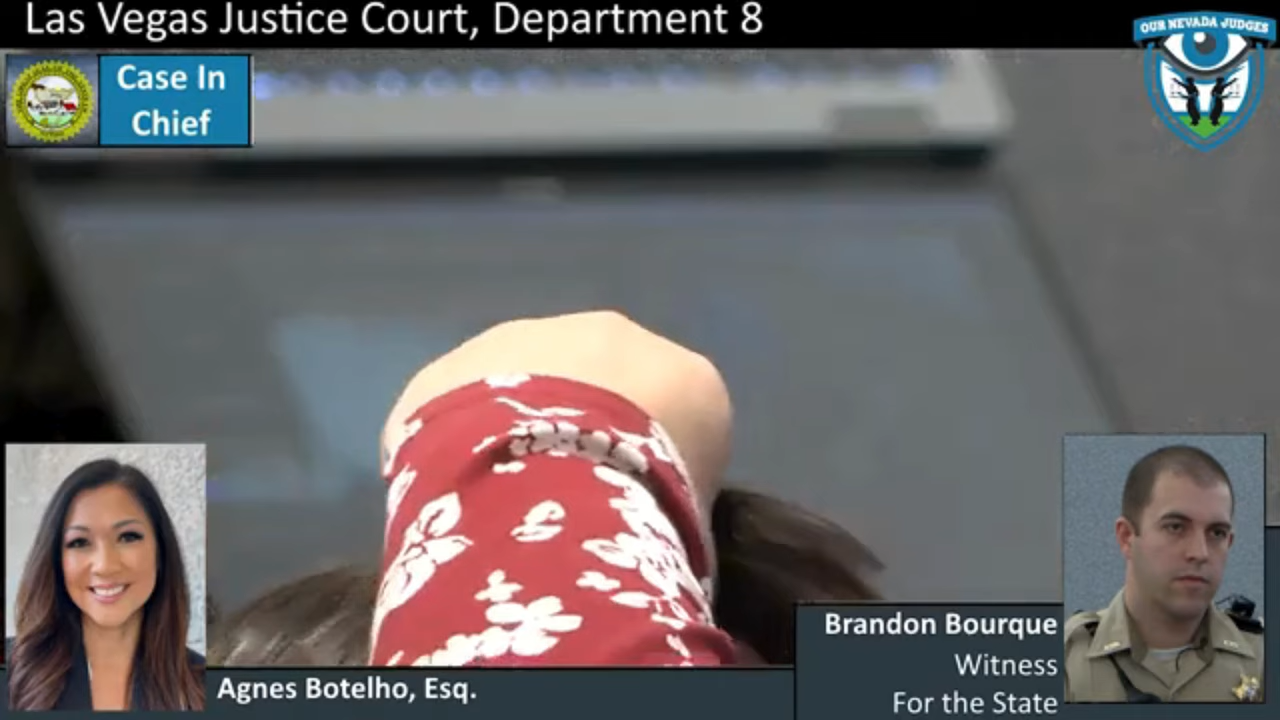 Las Vegas Justice Court, Department 8
OUR NEVADA JUDGES
Case In
Chief
Agnes Botelho, Esq.
Brandon Bourque
Witness
For the State